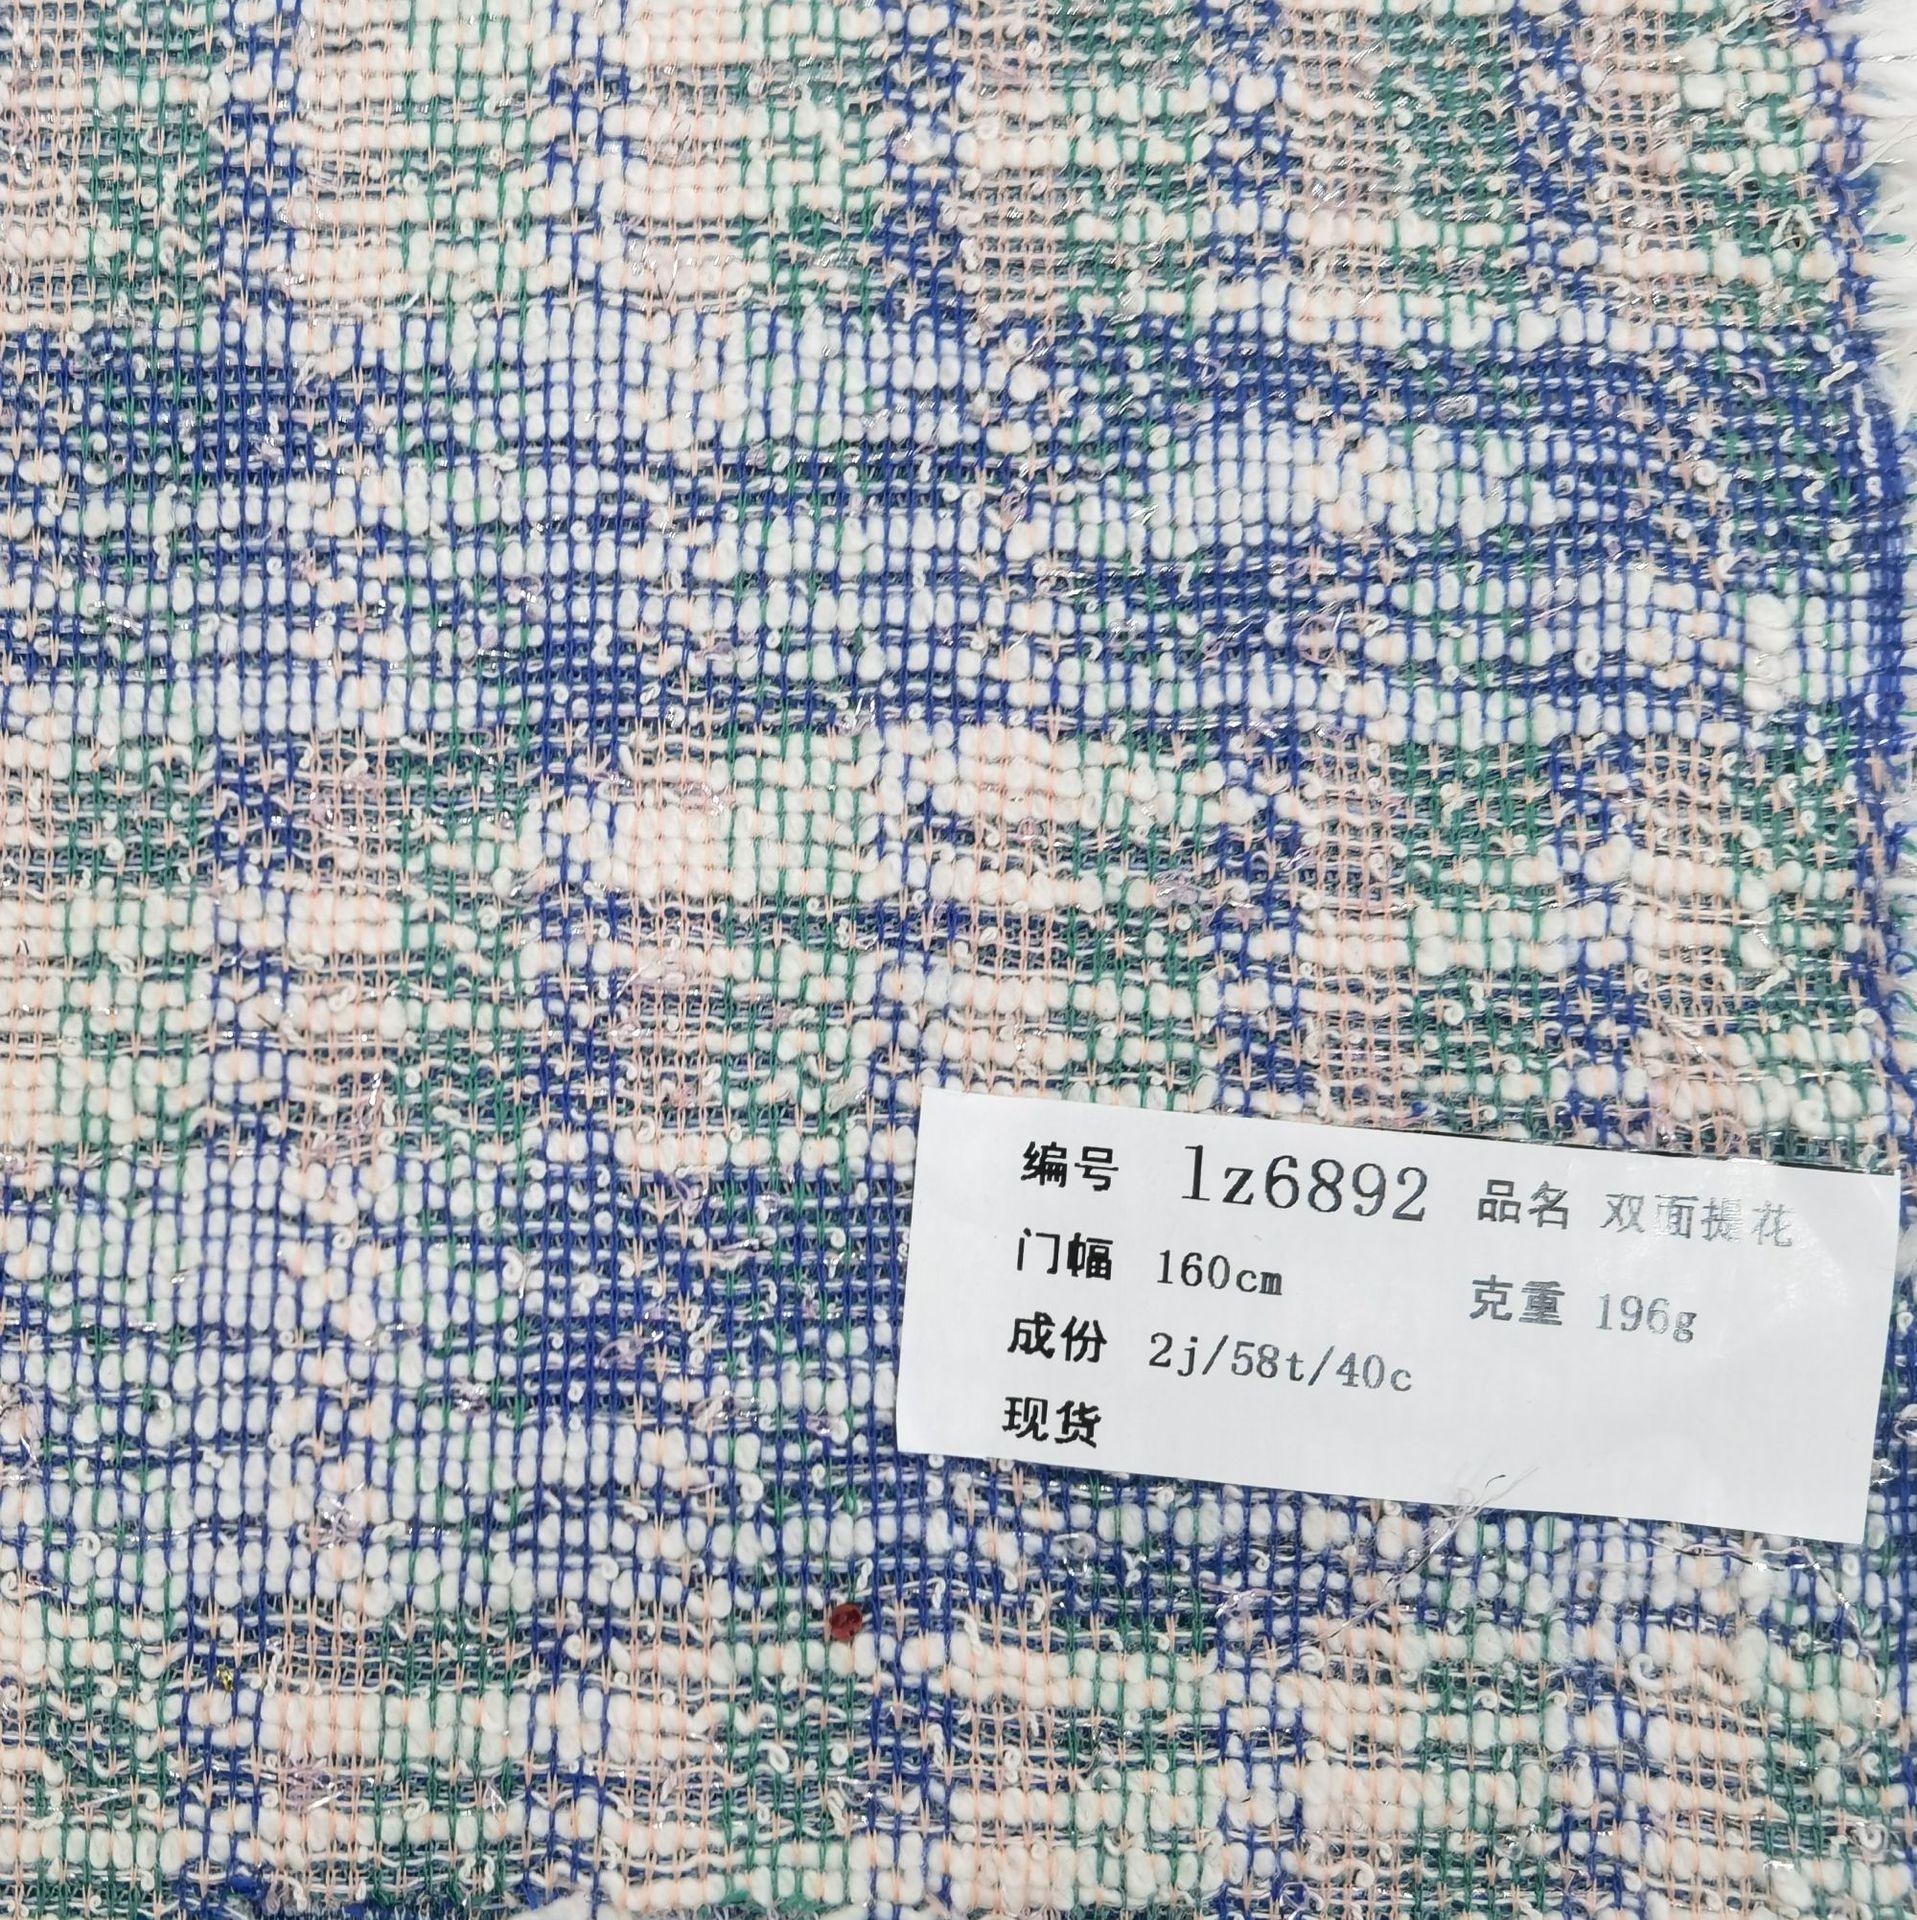 编号 lz6892 品名 双面提花
门幅 160cm 克重 196g
成份 2j/58t/40c
现货